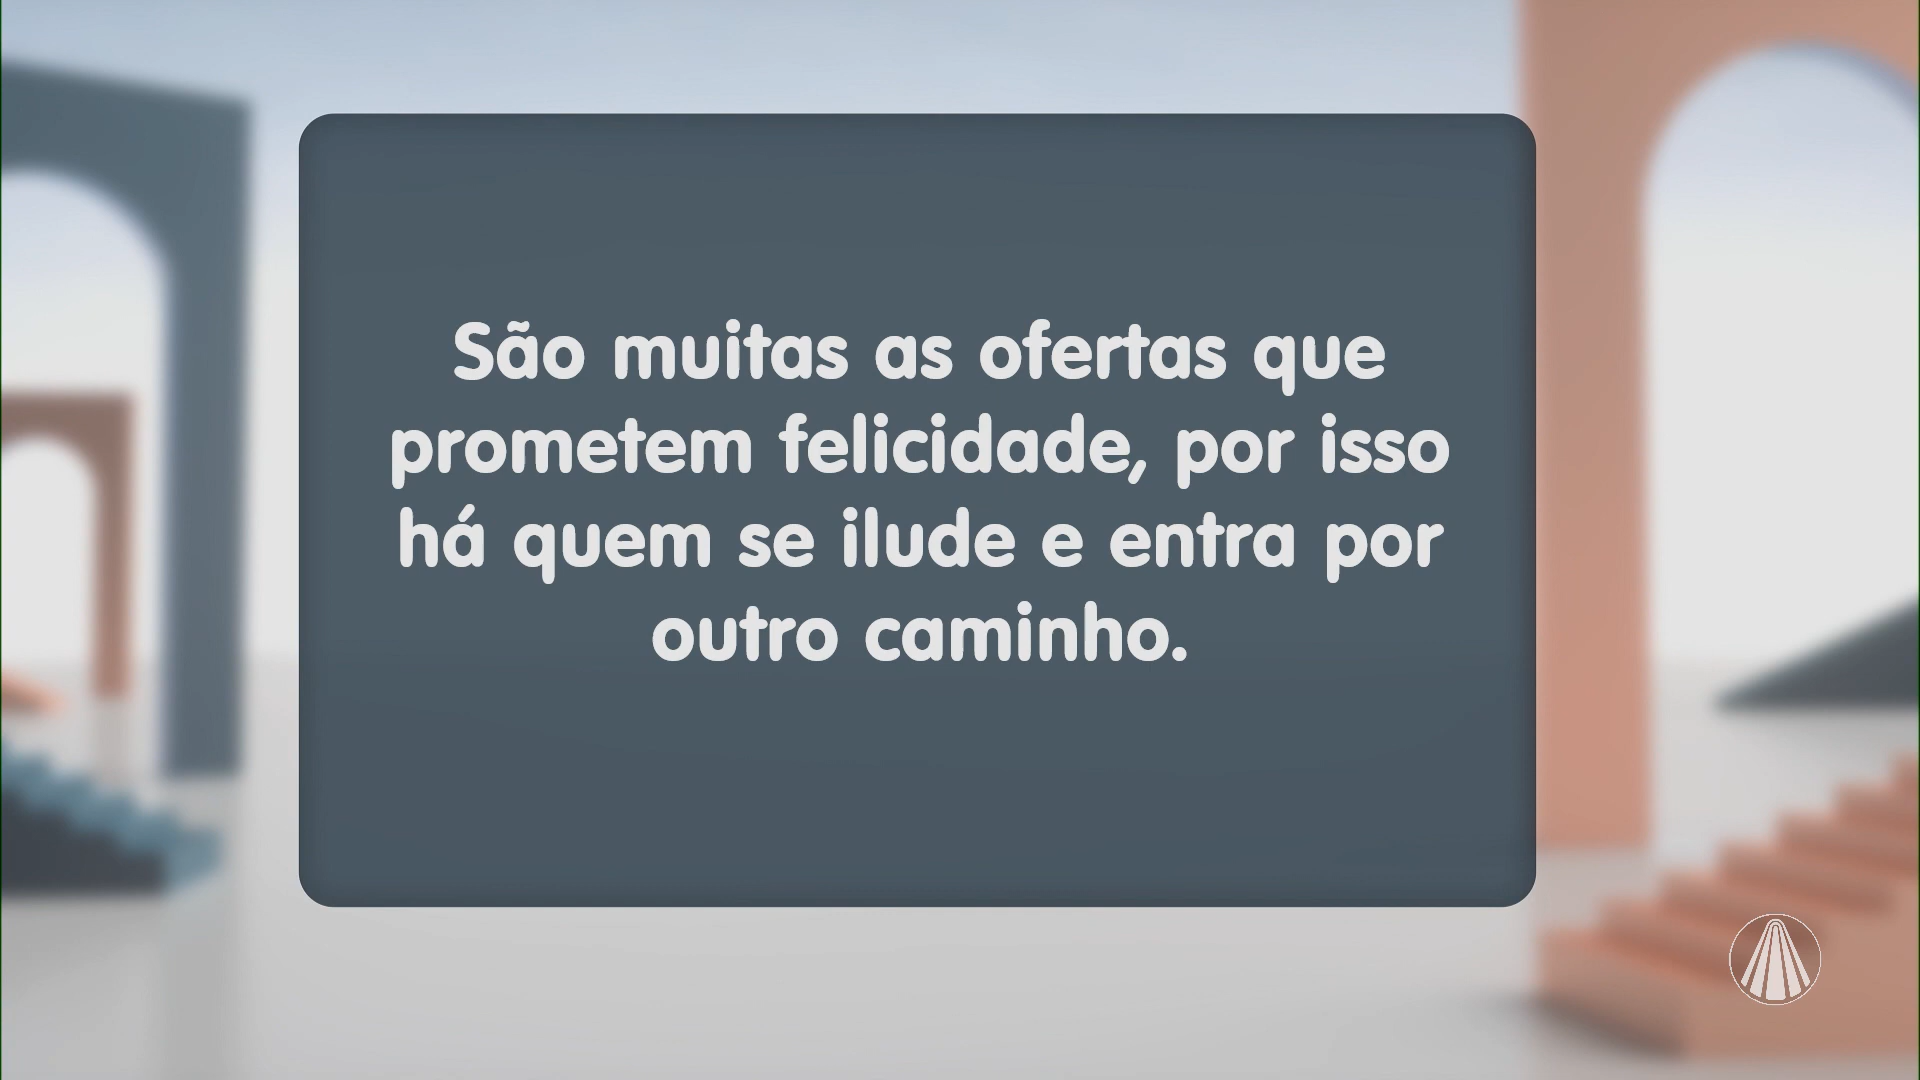 São muitas as ofertas que
prometem felicidade, por isso
há quem se ilude e entra por
outro caminho.